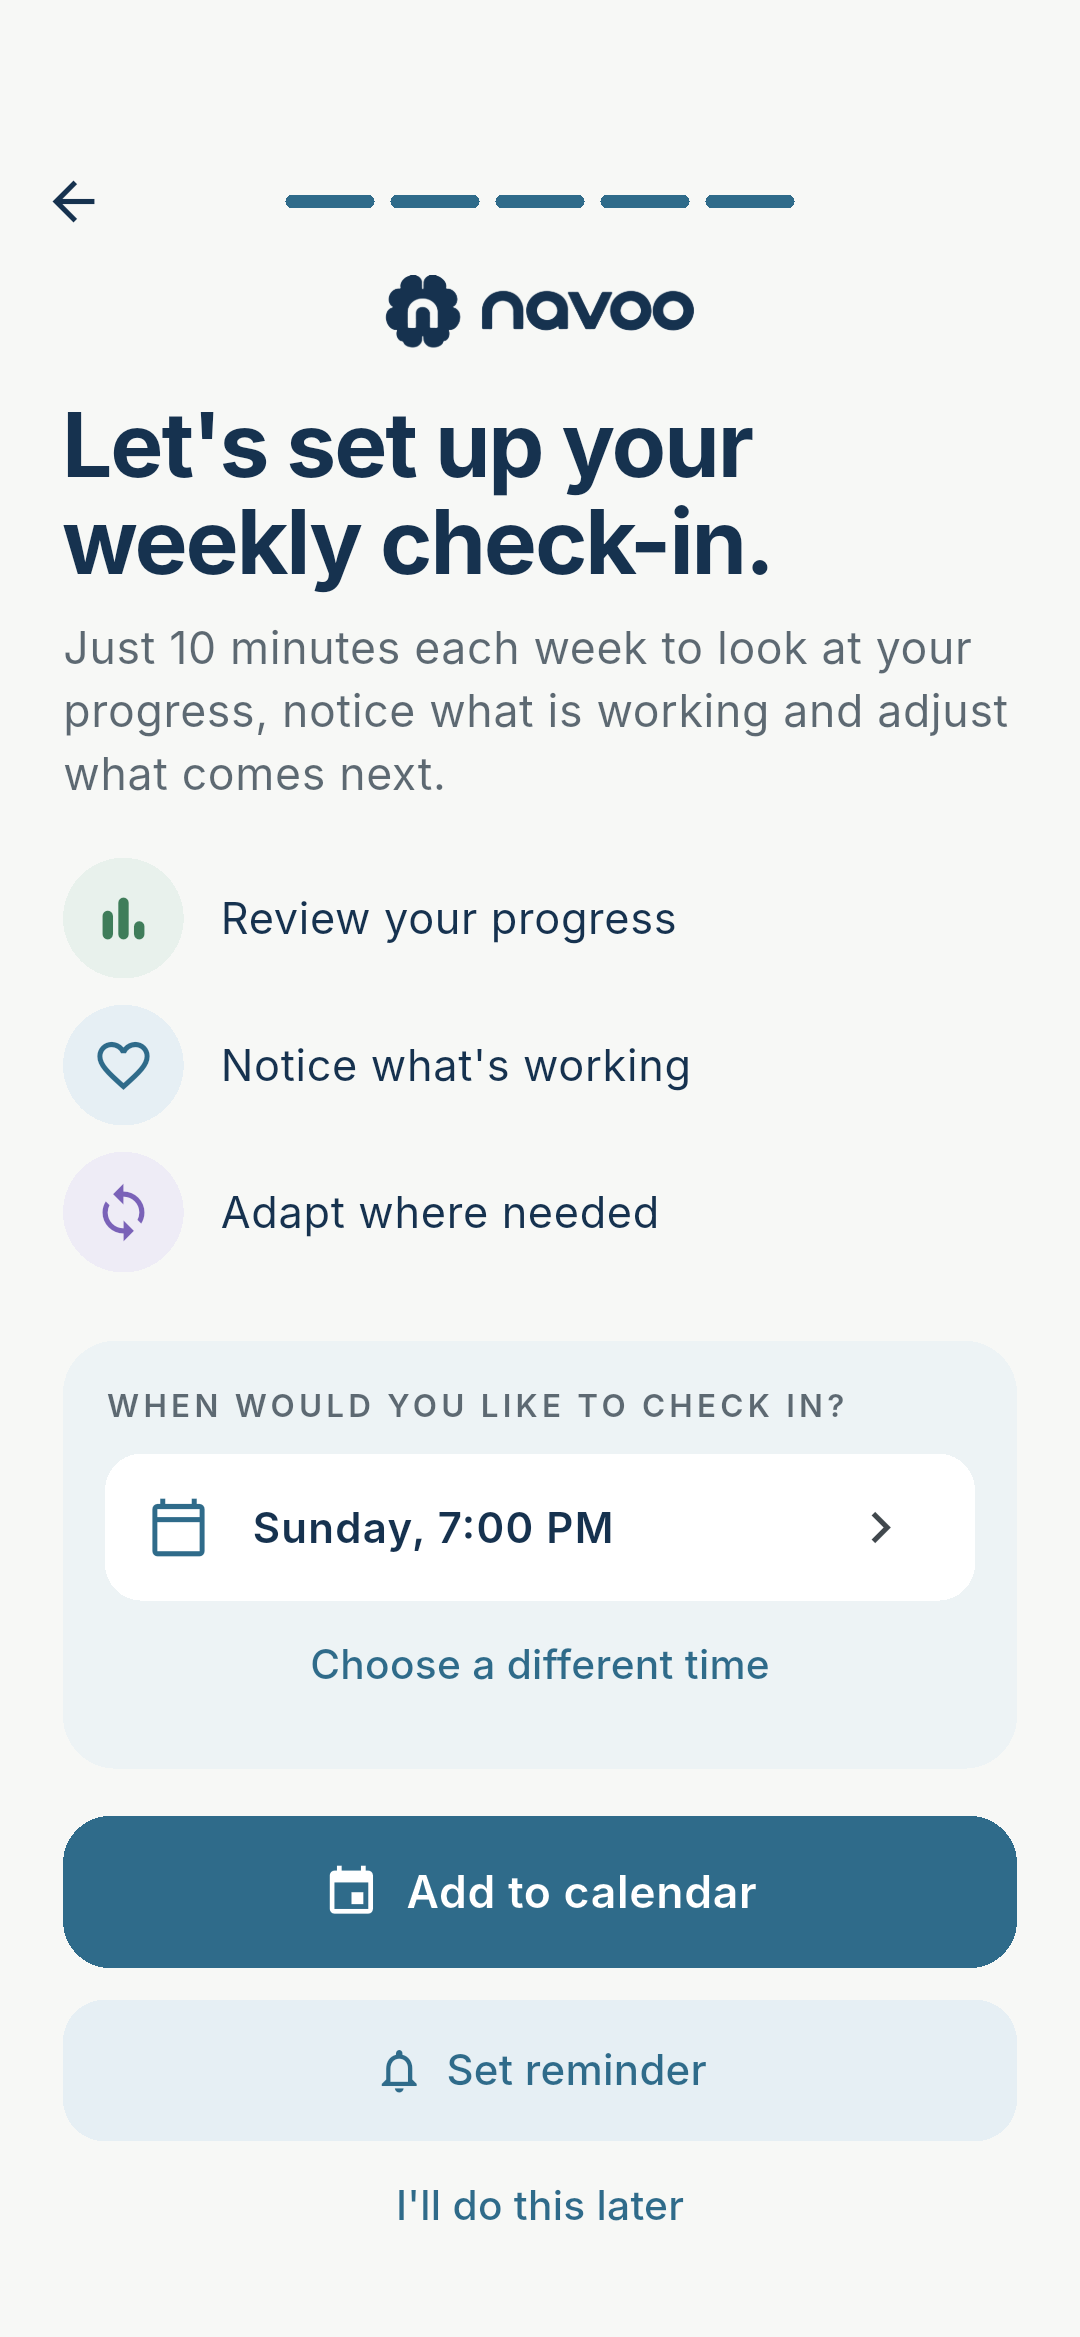 navoo
Let's set up your
weekly check-in.
Just 10 minutes each week to look at your
progress, notice what is working and adjust
what comes next.
Review your progress
Notice what's working
Adapt where needed
WHEN WOULD YOU LIKE TO CHECK IN?
Sunday, 7:00 PM
Choose a different time
Add to calendar
Set reminder
I'll do this later